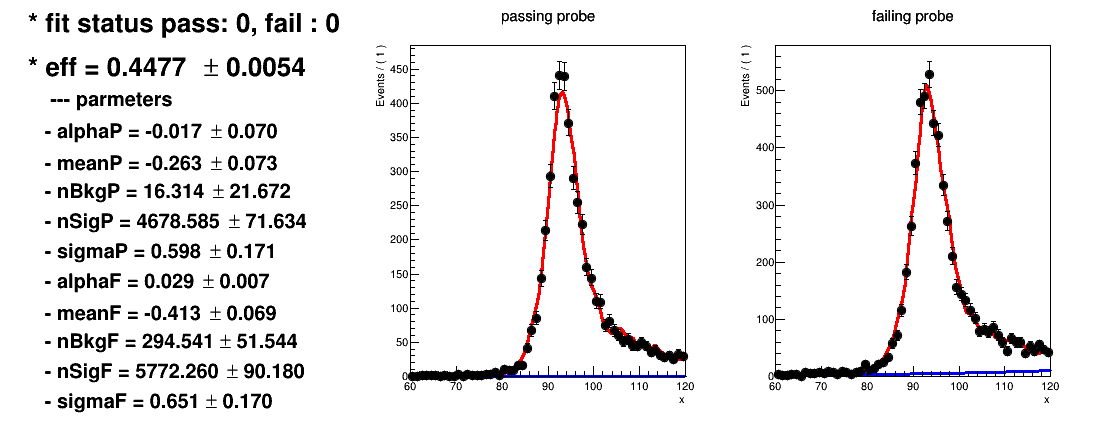 * fit status pass: 0, fail : 0
* eff = 0.4477 ± 0.0054
--- parmeters
- alphaP = -0.017 ± 0.070
- meanP = -0.263 ± 0.073
- nBkgP = 16.314 ± 21.672
- nSigP = 4678.585 ± 71.634
- sigmaP = 0.598 ± 0.171
- alphaF = 0.029 ± 0.007
- meanF = -0.413 ± 0.069
- nBkgF = 294.541 ± 51.544
- nSigF = 5772.260 ± 90.180
- sigmaF = 0.651 ± 0.170
passing probe
Events / ( 1 )
450
400
350
300
250
200
150
100
50
0
60 70 80 90 100 110 120
x
failing probe
Events / ( 1 )
500
400
300
200
100
0
60 70 80 90 100 110 120
x